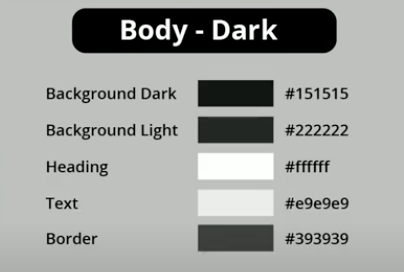 Body - Dark
Background Dark #151515
Background Light #222222
Heading #ffffff
Text #e9e9e9
Border #393939